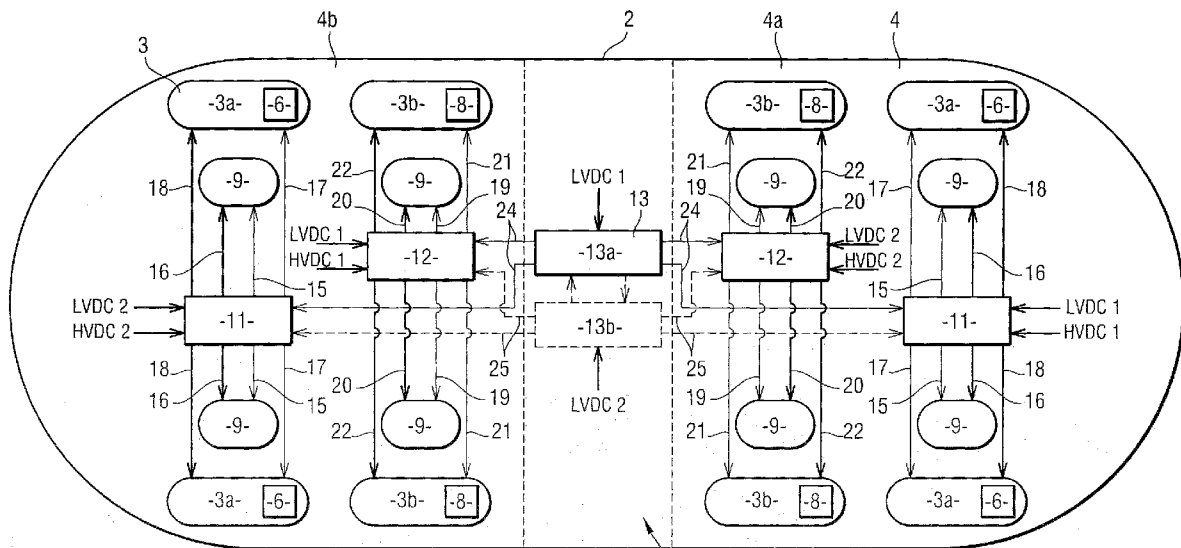 4b 2 4a 4
3
-3a- -6- -3b- -8- -3b- -8- -3a- -6-
22 21 21 22
18 -9- 17 -9- LVDC 1 -9- 17 -9- 18
20 19 24 13 24 19 20
LVDC 1 LVDC 2
HVDC 1 -12- -13a- -12- HVDC 2
16 15 15 16
LVDC 2 LVDC 1
HVDC 2 -11- -13b- -11- HVDC 1
25 25
18 17 20 17 18
16 15 19 LVDC 2 19 20 15 16
-9- -9- -9- -9-
22 21 21 22
-3a- -6- -3b- -8- -3b- -8- -3a- -6-